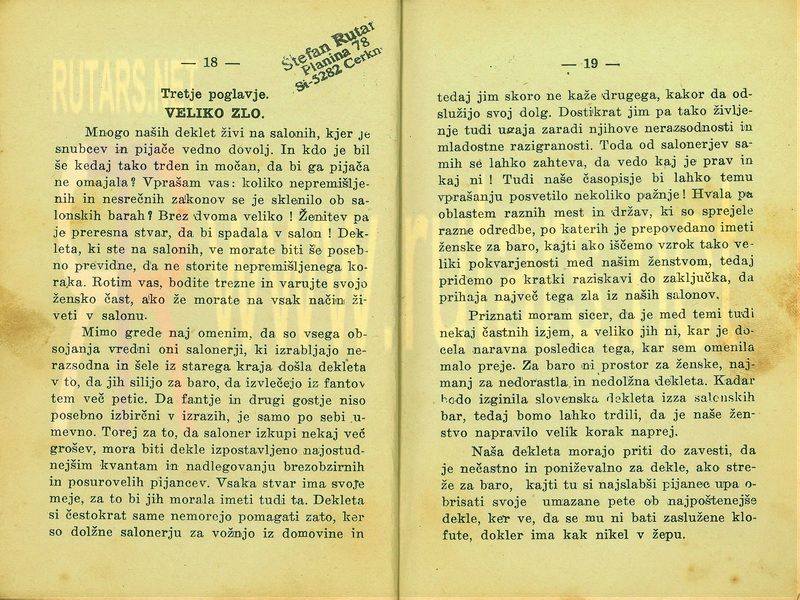 — 18 —
Štefan Rutar
Planina 78
SI-5282 Cerkno
RUTARS.NET
Tretje poglavje.
VELIKO ZLO.
Mnogo naših deklet živi na salonih, kjer je
snubcev in pijače vedno dovolj. In kdo je bil
še kedaj tako trden in močan, da bi ga pijača
ne omajala? Vprašam vas: koliko nepremišlje-
nih in nesrečnih zakonov se je sklenilo ob sa-
lonskih barah? Brez dvoma veliko! Ženitev pa
je preresna stvar, da bi spadala v salon! Dek-
leta, ki ste na salonih, ve morate biti še poseb-
no previdne, da ne storite nepremišljenega ko-
raka. Rotim vas, bodite trezne in varujte svojo
žensko čast, ako že morate na vsak način ži-
veti v salonu.
Mimo grede naj omenim, da so vsega ob-
sojanja vredni oni salonerji, ki izrabljajo ne-
razsodna in šele iz starega kraja došla dekleta
v to, da jih silijo za baro, da izvlečejo iz fantov
tem več petic. Da fantje in drugi gostje niso
posebno izbirčni v izrazih, je samo po sebi u-
mevno. Torej za to, da saloner izkupi nekaj več
grošev, mora biti dekle izpostavljeno najostud-
nejšim kvantam in nadlegovanju brezobzirnih
in posurovelih pijancev. Vsaka stvar ima svoje
meje, za to bi jih morala imeti tudi ta. Dekleta
si čestokrat same nemorejo pomagati zato, ker
so dolžne salonerju za vožnjo iz domovine in
— 19 —
tedaj jim skoro ne kaže drugega, kakor da od-
služijo svoj dolg. Dostikrat jim pa tako življe-
nje tudi ugaja zaradi njihove nerazsodnosti in
mladostne razigranosti. Toda od salonerjev sa-
mih se lahko zahteva, da vedo kaj je prav in
kaj ni! Tudi naše časopisje bi lahko temu
vprašanju posvetilo nekoliko pažnje! Hvala pa
oblastem raznih mest in držav, ki so sprejele
razne odredbe, po katerih je prepovedano imeti
ženske za baro, kajti ako iščemo vzrok tako ve-
liki pokvarjenosti med našim ženstvom, tedaj
pridemo po kratki raziskavi do zaključka, da
prihaja največ tega zla iz naših salonov.
Priznati moram sicer, da je med temi tudi
nekaj častnih izjem, a veliko jih ni, kar je do-
cela naravna posledica tega, kar sem omenila
malo preje. Za baro ni prostor za ženske, naj-
manj za nedorastla in nedolžna dekleta. Kadar
bodo izginila slovenska dekleta izza salonskih
bar, tedaj bomo lahko trdili, da je naše žen-
stvo napravilo velik korak naprej.
Naša dekleta morajo priti do zavesti, da
je nečastno in poniževalno za dekle, ako stre-
že za baro, kajti tu si najslabši pijanec upa o-
brisati svoje umazane pete ob najpoštenejše
dekle, ker ve, da se mu ni bati zaslužene klo-
fute, dokler ima kak nikel v žepu.